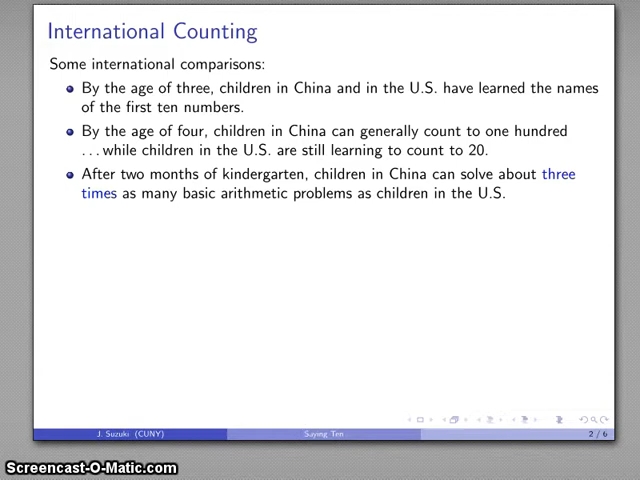 International Counting
Some international comparisons:
By the age of three, children in China and in the U.S. have learned the names
of the first ten numbers.
By the age of four, children in China can generally count to one hundred
. . . while children in the U.S. are still learning to count to 20.
After two months of kindergarten, children in China can solve about three
times as many basic arithmetic problems as children in the U.S.
J. Suzuki (CUNY) Saying Ten 2 / 6
Screencast-O-Matic.com